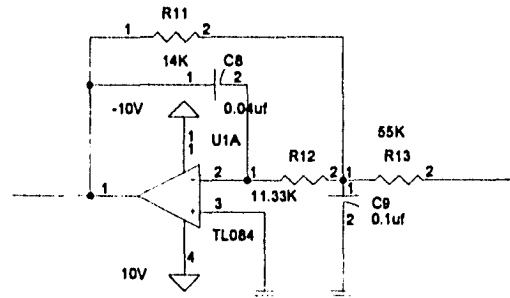 R11
1 2
14K C8
1 2
-10V 0.04uf
1
1 U1A
55K
R12 R13
2 1 2 1 2
1 11.33K 1 C9
3 2 0.1uf
TL084
4
10V